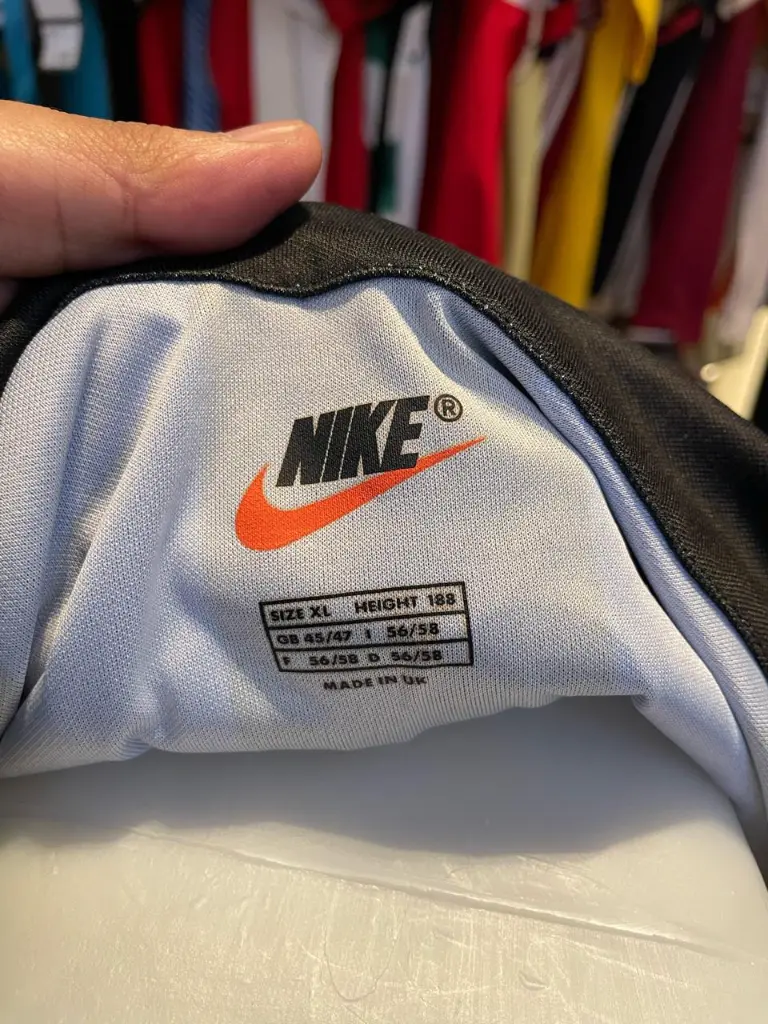 NIKE®
SIZE XL HEIGHT 188
GB 45/47 I 56/58
F 56/58 D 56/58
MADE IN UK